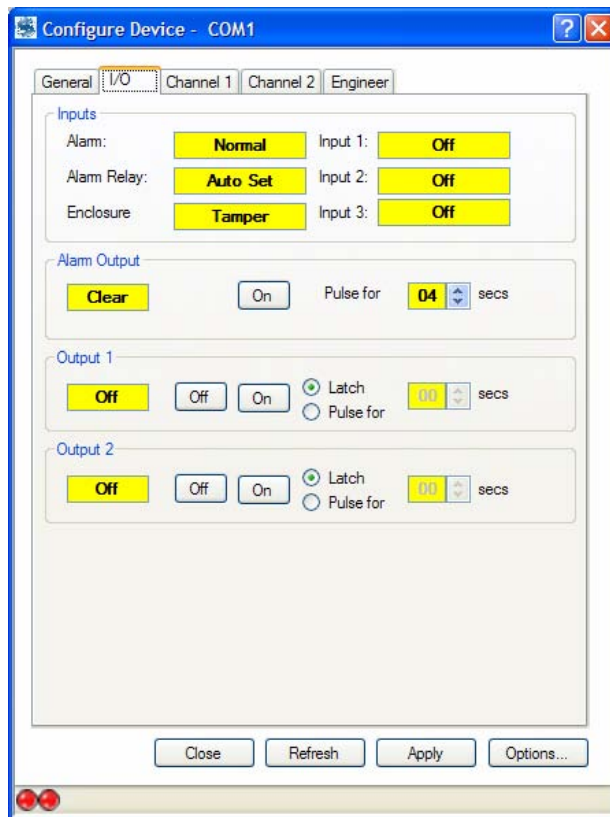 Configure Device - COM1
General I/O Channel 1 Channel 2 Engineer
Inputs
Alarm: Normal Input 1: Off
Alarm Relay: Auto Set Input 2: Off
Enclosure Tamper Input 3: Off
Alarm Output
Clear On Pulse for 04 secs
Output 1
Off Off On Latch
Pulse for 00 secs
Output 2
Off Off On Latch
Pulse for 00 secs
Close Refresh Apply Options...